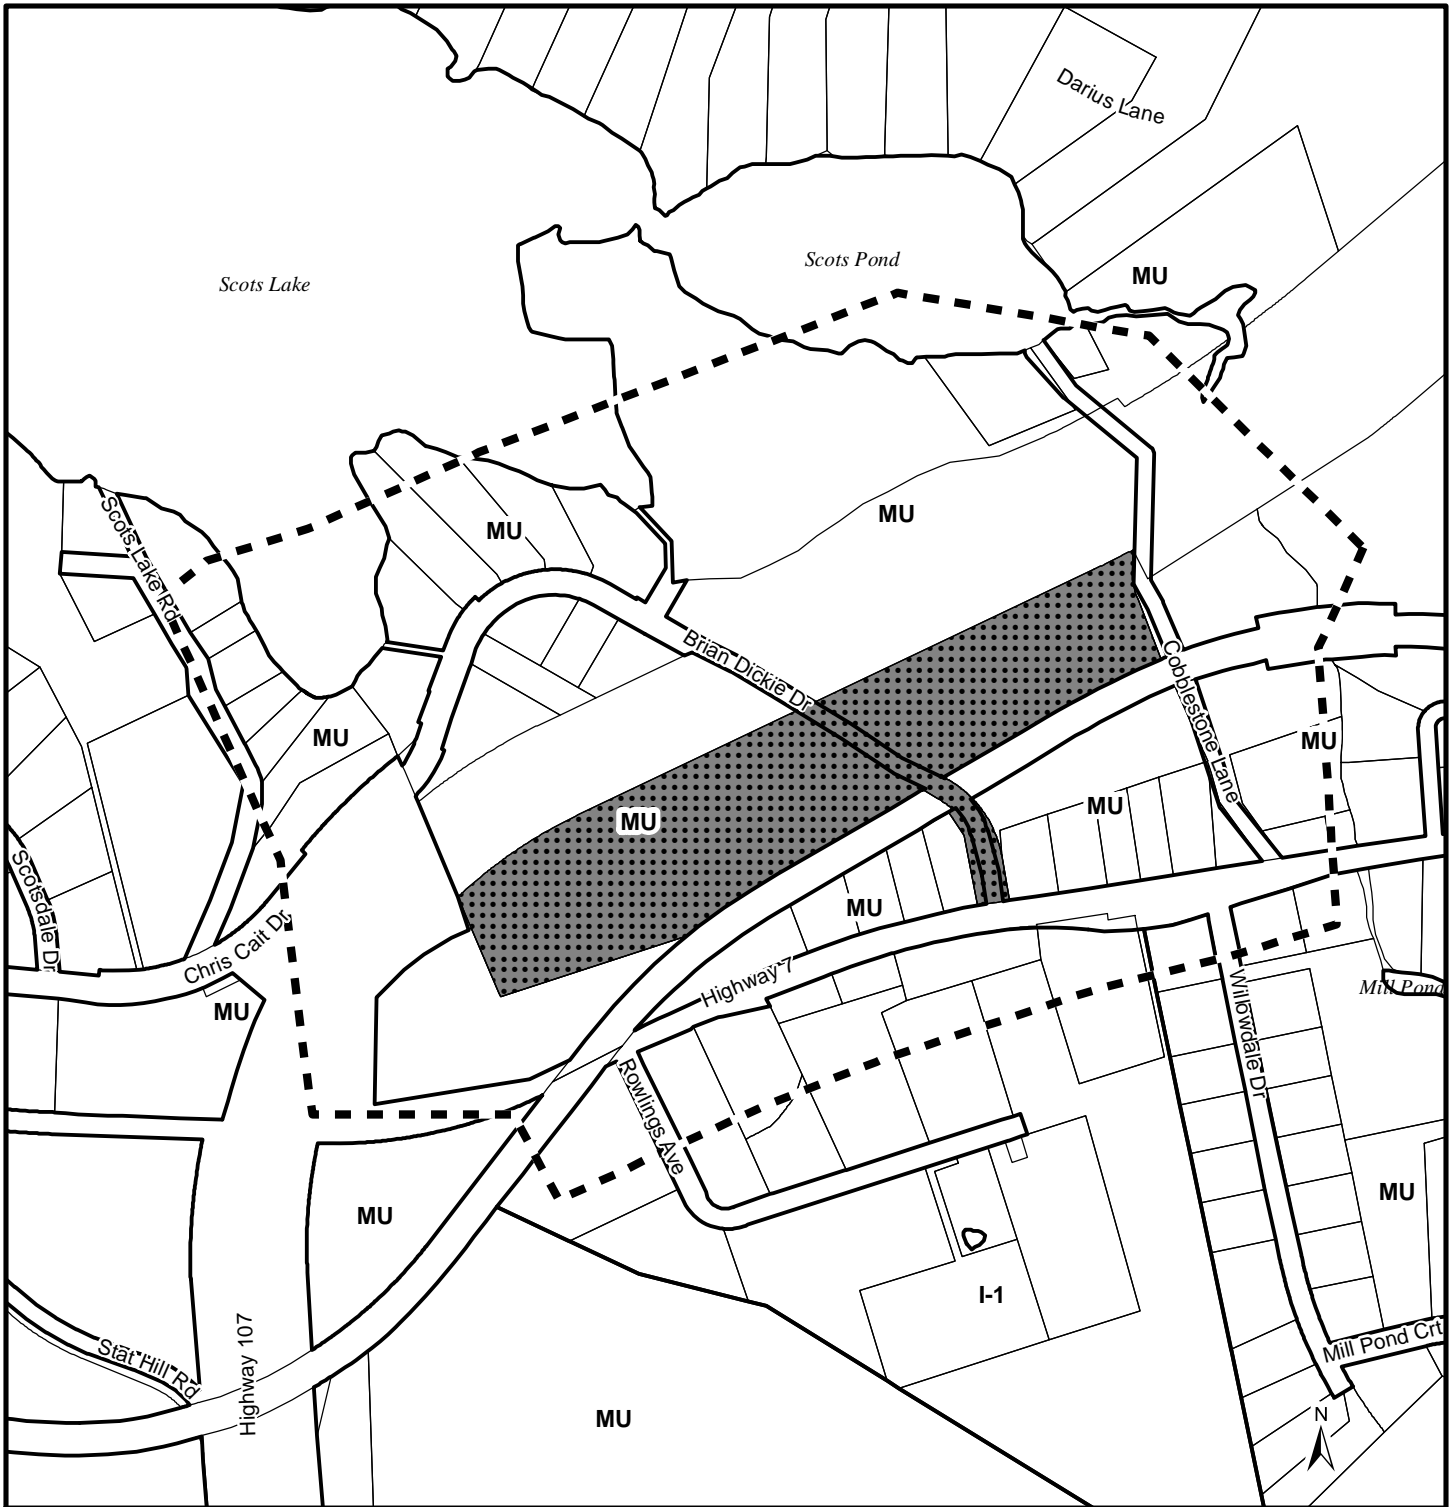 Darius Lane
Scots Lake
Scots Pond
MU
Scots Lake Rd
MU
MU
Brian Dickie Dr
Cobblestone Lane
MU
MU
MU
MU
MU
Scotsdale Dr
Chris Cait Dr
Highway 7
MU
Willowdale Dr
Mill Pond
Rowlings Ave
MU
MU
I-1
Stat Hill Rd
Highway 107
Mill Pond Crt
MU
N